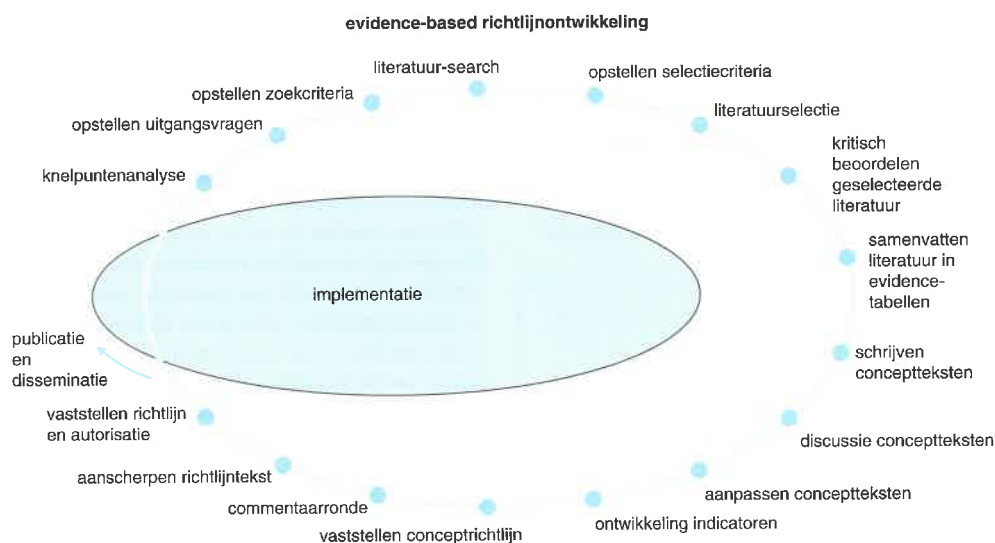 evidence-based richtlijnontwikkeling
knelpuntenanalyse
opstellen uitgangsvragen
opstellen zoekcriteria
literatuur-search
opstellen selectiecriteria
literatuurselectie
kritisch
beoordelen
geselecteerde
literatuur
samenvatten
literatuur in
evidence-
tabellen
schrijven
conceptteksten
discussie conceptteksten
aanpassen conceptteksten
ontwikkeling indicatoren
vaststellen conceptrichtlijn
commentaarronde
aanscherpen richtlijntekst
vaststellen richtlijn
en autorisatie
publicatie
en
disseminatie
implementatie